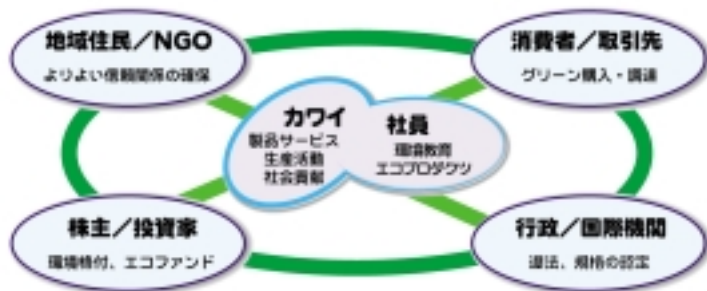 地域住民／NGO
よりよい信頼関係の確保
消費者／取引先
グリーン購入・調達
カワイ
製品サービス
生産活動
社会貢献
社員
環境教育
エコプロダクツ
株主／投資家
環境格付、エコファンド
行政／国際機関
遵法、規格の認定